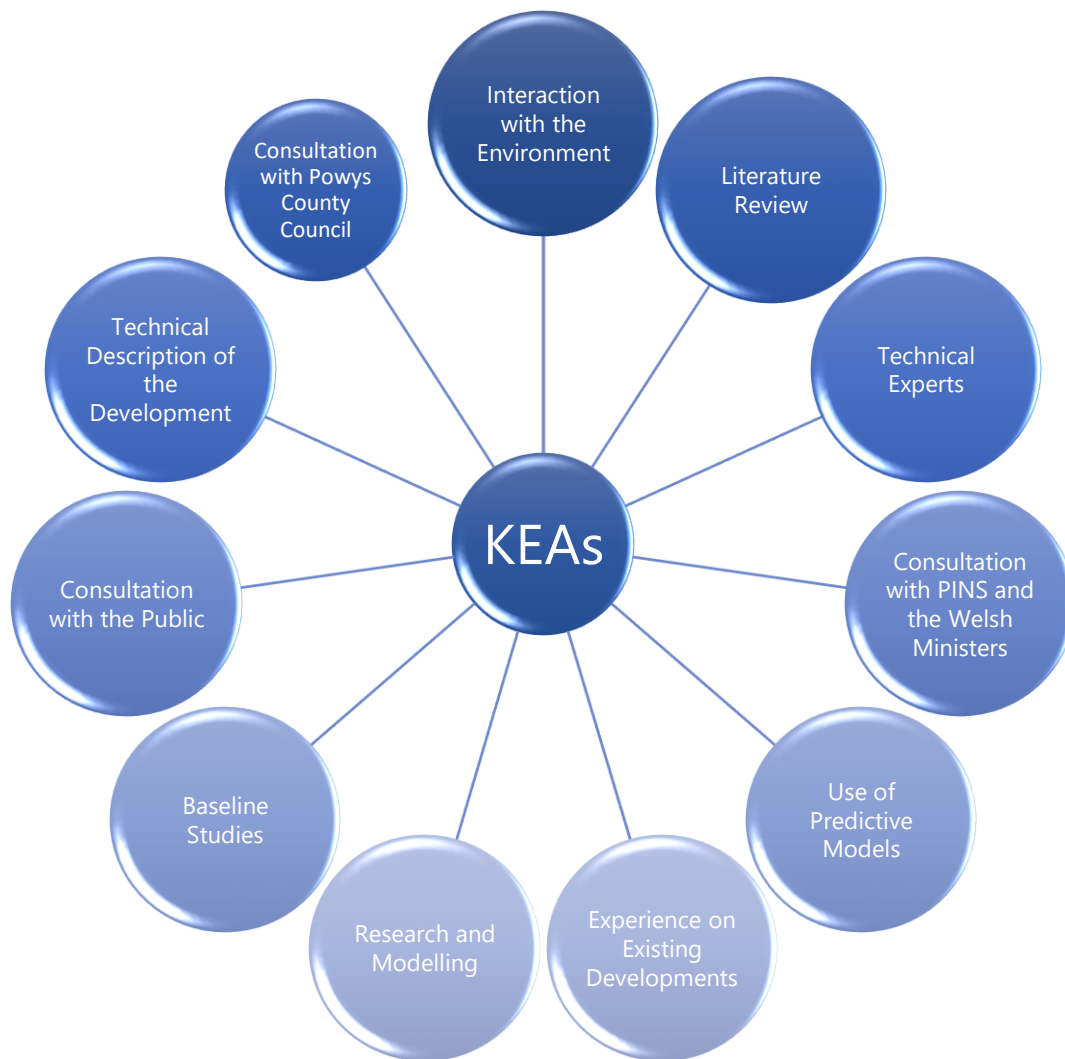 Interaction
with the
Environment
Literature
Review
Technical
Experts
Consultation
with PINS and
the Welsh
Ministers
Use of
Predictive
Models
Experience on
Existing
Developments
Research and
Modelling
Baseline
Studies
Consultation
with the Public
Technical
Description of
the
Development
Consultation
with Powys
County
Council
KEAs